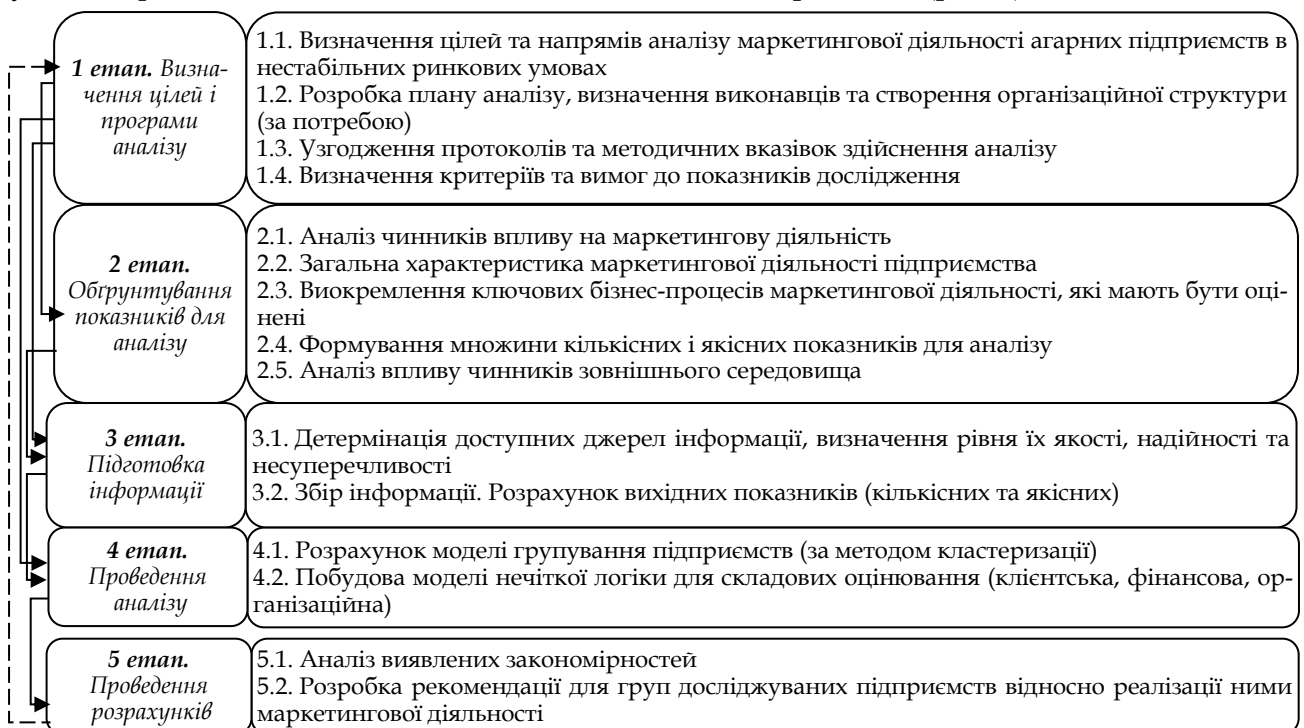 1 етап. Визна-
чення цілей і
програми
аналізу
1.1. Визначення цілей та напрямів аналізу маркетингової діяльності агарних підприємств в
нестабільних ринкових умовах
1.2. Розробка плану аналізу, визначення виконавців та створення організаційної структури
(за потребою)
1.3. Узгодження протоколів та методичних вказівок здійснення аналізу
1.4. Визначення критеріїв та вимог до показників дослідження
2 етап.
Обґрунтування
показників для
аналізу
2.1. Аналіз чинників впливу на маркетингову діяльність
2.2. Загальна характеристика маркетингової діяльності підприємства
2.3. Виокремлення ключових бізнес-процесів маркетингової діяльності, які мають бути оці-
нені
2.4. Формування множини кількісних і якісних показників для аналізу
2.5. Аналіз впливу чинників зовнішнього середовища
3 етап.
Підготовка
інформації
3.1. Детермінація доступних джерел інформації, визначення рівня їх якості, надійності та
несуперечливості
3.2. Збір інформації. Розрахунок вихідних показників (кількісних та якісних)
4 етап.
Проведення
аналізу
4.1. Розрахунок моделі групування підприємств (за методом кластеризації)
4.2. Побудова моделі нечіткої логіки для складових оцінювання (клієнтська, фінансова, ор-
ганізаційна)
5 етап.
Проведення
розрахунків
5.1. Аналіз виявлених закономірностей
5.2. Розробка рекомендації для груп досліджуваних підприємств відносно реалізації ними
маркетингової діяльності